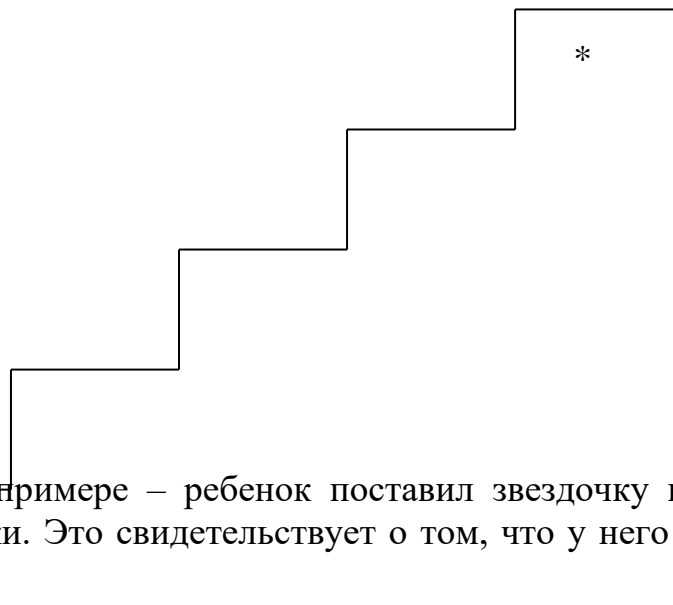 *
примере – ребенок поставил звездочку
Это свидетельствует о том, что у него